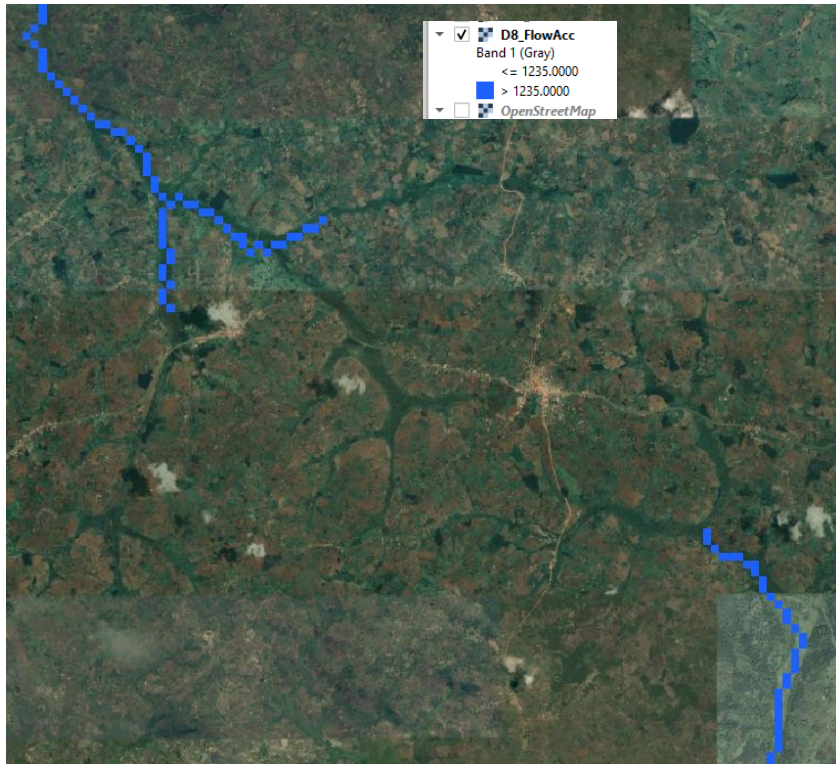 D8_FlowAcc
Band 1 (Gray)
<= 1235.0000
> 1235.0000
OpenStreetMap